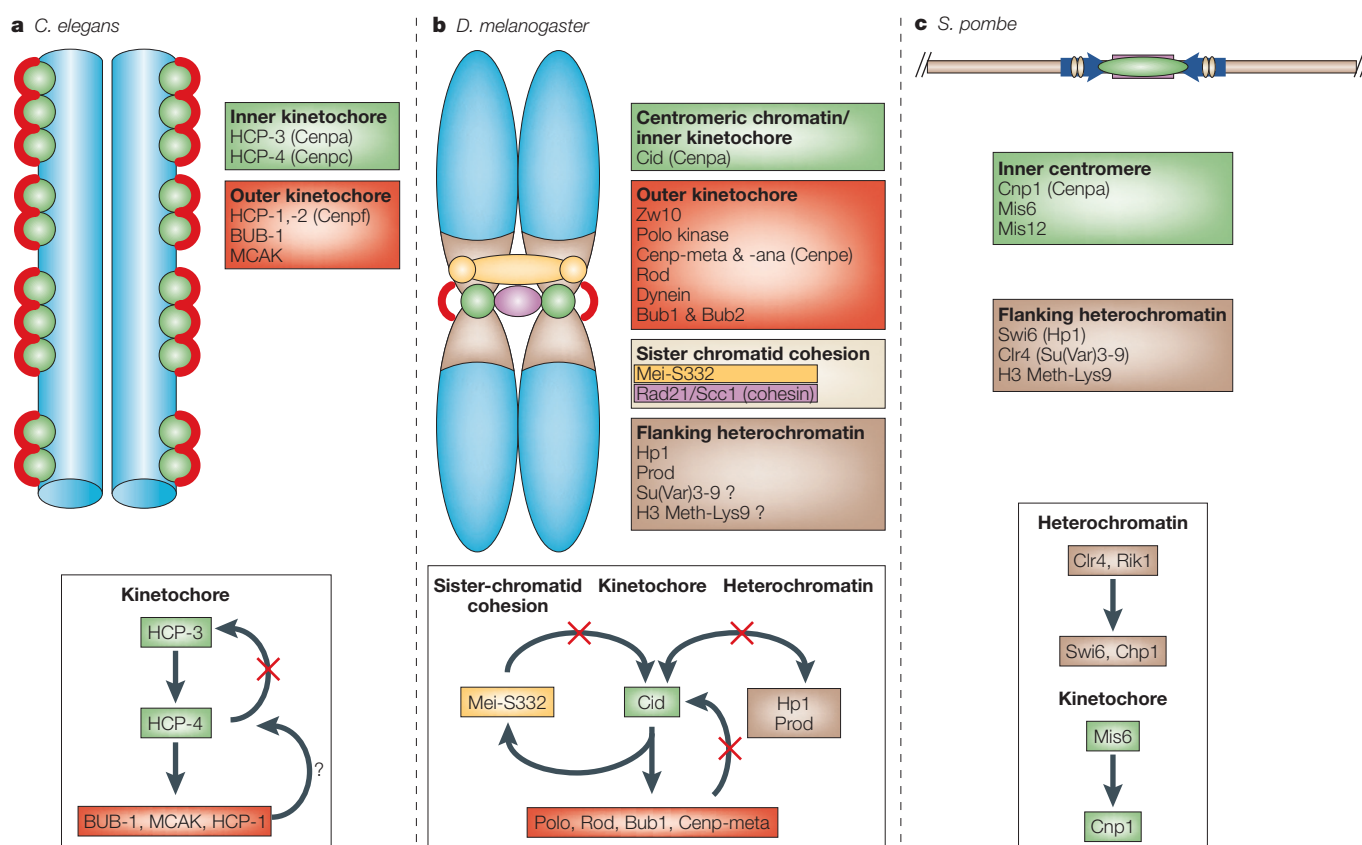 a C. elegans
Inner kinetochore
HCP-3 (Cenpa)
HCP-4 (Cenpc)
Outer kinetochore
HCP-1,-2 (Cenpf)
BUB-1
MCAK
Kinetochore
HCP-3
HCP-4
?
BUB-1, MCAK, HCP-1
b D. melanogaster
Centromeric chromatin/
inner kinetochore
Cid (Cenpa)
Outer kinetochore
Zw10
Polo kinase
Cenp-meta & -ana (Cenpe)
Rod
Dynein
Bub1 & Bub2
Sister chromatid cohesion
Mei-S332
Rad21/Scc1 (cohesin)
Flanking heterochromatin
Hp1
Prod
Su(Var)3-9 ?
H3 Meth-Lys9 ?
Sister-chromatid
cohesion
Kinetochore
Heterochromatin
Mei-S332
Cid
Hp1
Prod
Polo, Rod, Bub1, Cenp-meta
c S. pombe
Inner centromere
Cnp1 (Cenpa)
Mis6
Mis12
Flanking heterochromatin
Swi6 (Hp1)
Clr4 (Su(Var)3-9)
H3 Meth-Lys9
Heterochromatin
Clr4, Rik1
Swi6, Chp1
Kinetochore
Mis6
Cnp1